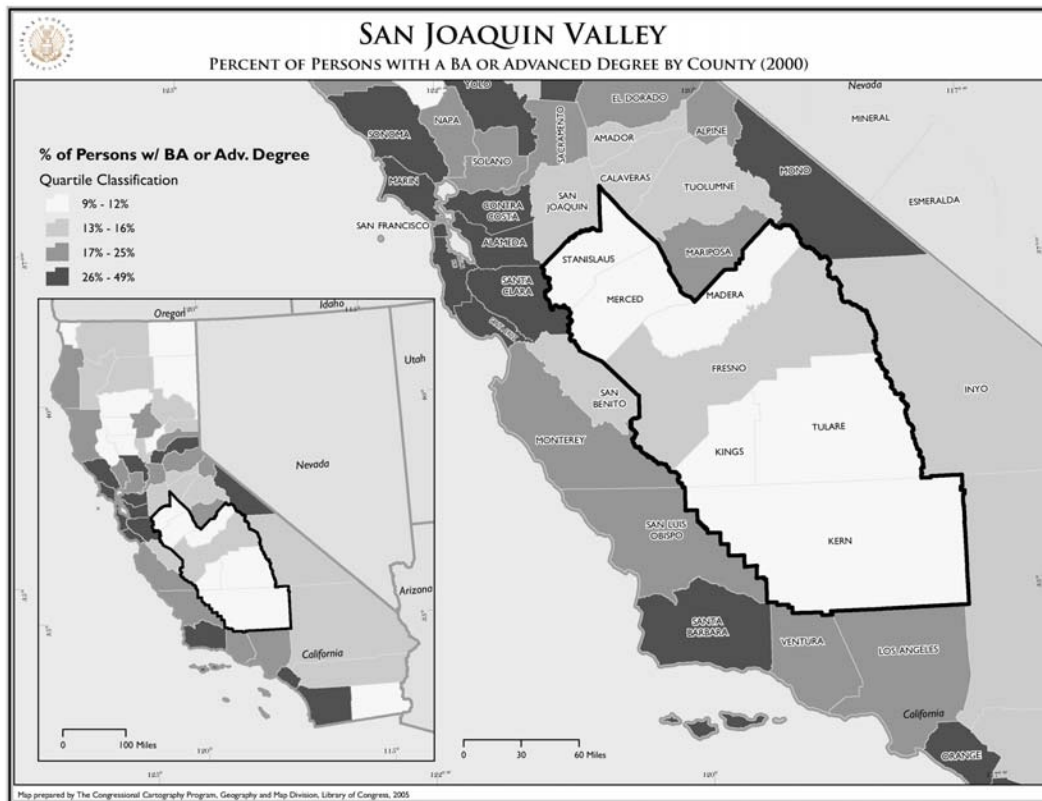 SAN JOAQUIN VALLEY
PERCENT OF PERSONS WITH A BA OR ADVANCED DEGREE BY COUNTY (2000)
% of Persons w/ BA or Adv. Degree
Quartile Classification
9% - 12%
13% - 16%
17% - 25%
26% - 49%
YOLO
EL DORADO
Nevada
MINERAL
NAPA
SONOMA
SACRAMENTO
ALPINE
AMADOR
SOLANO
MARIN
CALAVERAS
TUOLUMNE
MONO
ESMERALDA
SAN
JOAQUIN
CONTRA
COSTA
SAN FRANCISCO
ALAMEDA
STANISLAUS
MARIPOSA
SANTA
CLARA
MERCED
MADERA
FRESNO
INYO
SAN
BENITO
TULARE
MONTEREY
KINGS
SAN LUIS
OBISPO
KERN
SANTA
BARBARA
VENTURA
LOS ANGELES
California
ORANGE
0 30 60 Miles
Idaho
Oregon
Utah
Nevada
Arizona
California
0 100 Miles
120°
115°
Map prepared by The Congressional Cartography Program, Geography and Map Division, Library of Congress, 2005